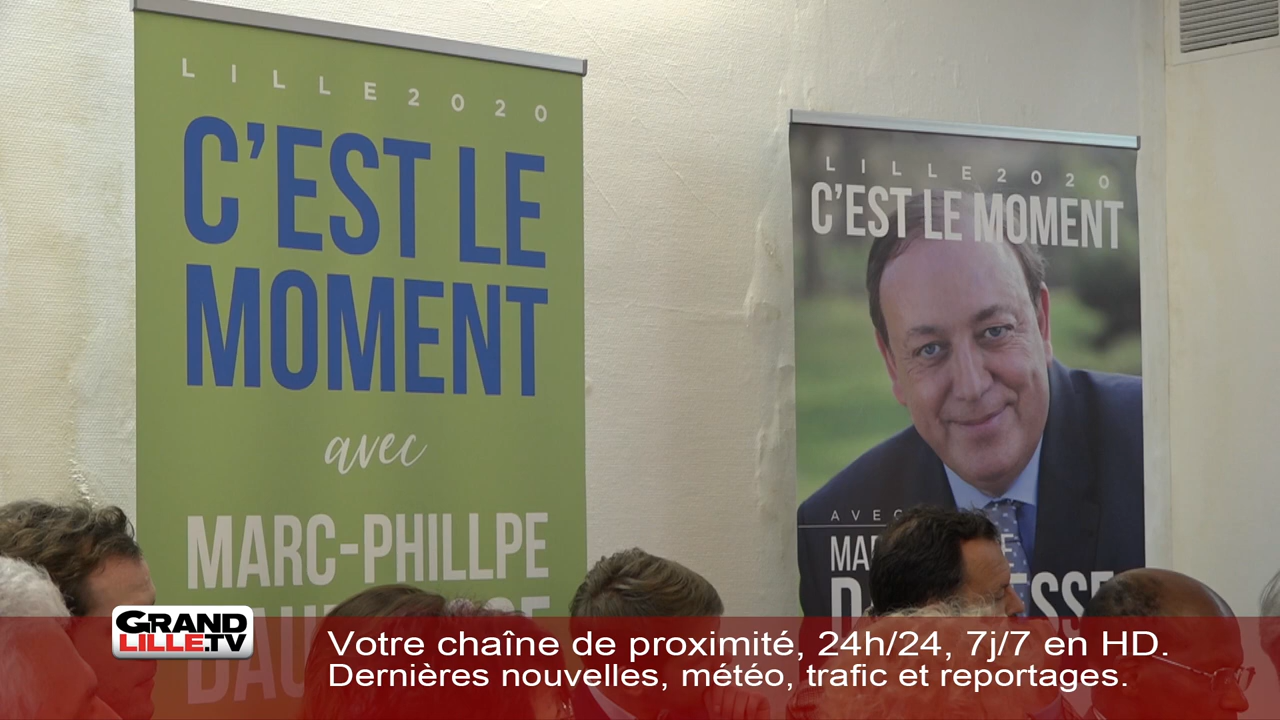 LILLE2020
C'EST LE
MOMENT
avec
MARC-PHILLPE
LILLE2020
C'EST LE MOMENT
AVEC
GRAND
LILLE.TV
Votre chaîne de proximité, 24h/24, 7j/7 en HD.
Dernières nouvelles, météo, trafic et reportages.